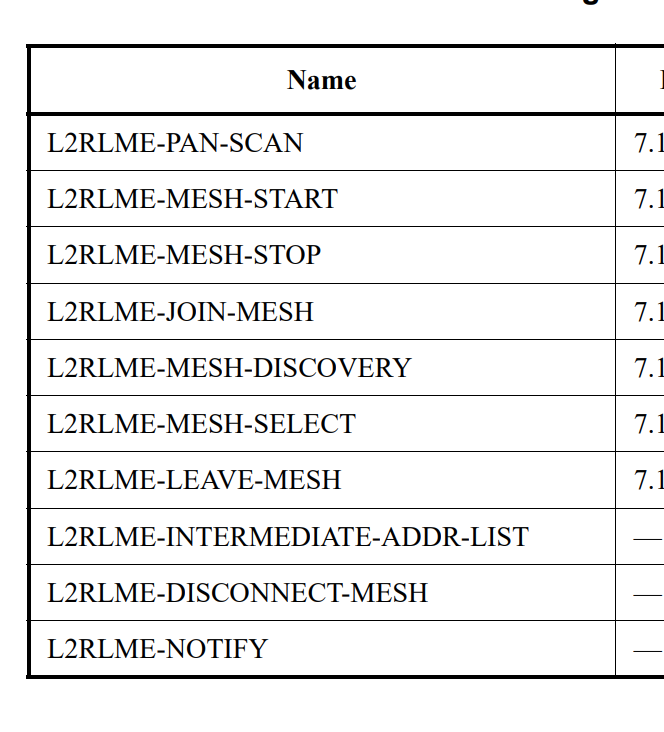 Name
L2RLME-PAN-SCAN 7.1
L2RLME-MESH-START 7.1
L2RLME-MESH-STOP 7.1
L2RLME-JOIN-MESH 7.1
L2RLME-MESH-DISCOVERY 7.1
L2RLME-MESH-SELECT 7.1
L2RLME-LEAVE-MESH 7.1
L2RLME-INTERMEDIATE-ADDR-LIST —
L2RLME-DISCONNECT-MESH —
L2RLME-NOTIFY —